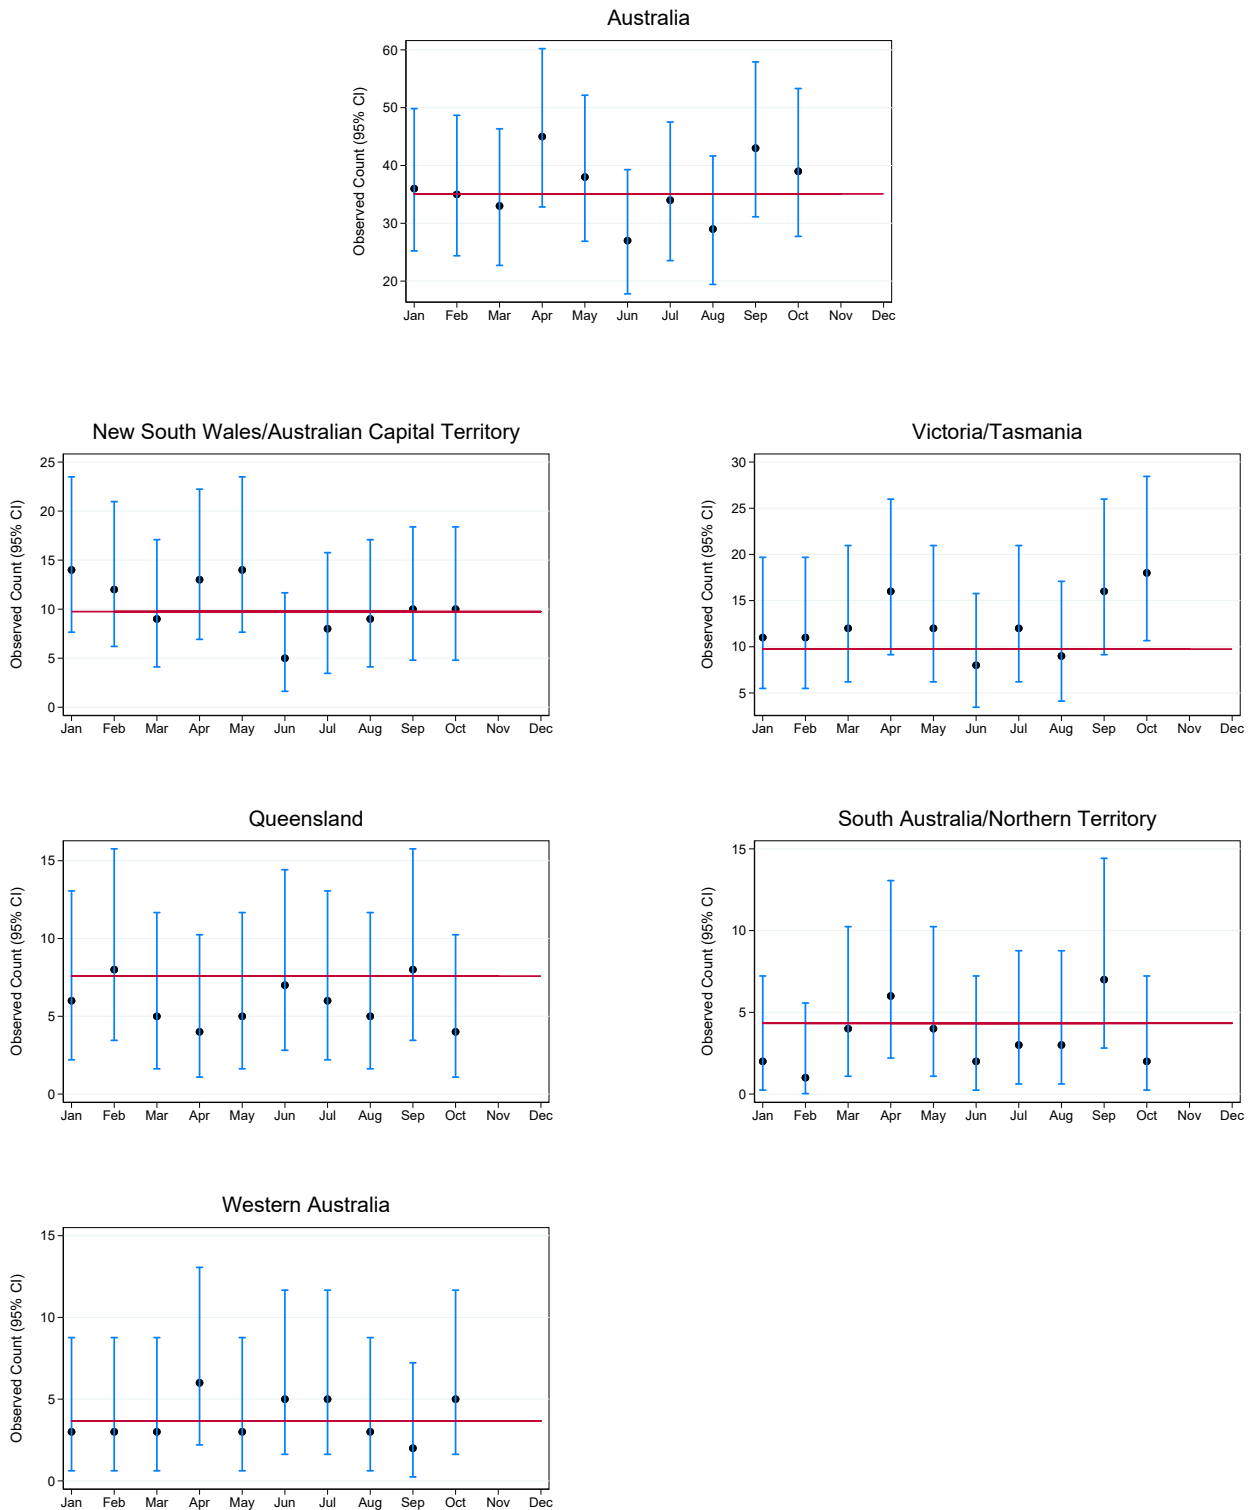 Australia
Observed Count (95% CI)
60
50
40
30
20
Jan Feb Mar Apr May Jun Jul Aug Sep Oct Nov Dec
New South Wales/Australian Capital Territory
Observed Count (95% CI)
25
20
15
10
5
0
Jan Feb Mar Apr May Jun Jul Aug Sep Oct Nov Dec
Victoria/Tasmania
Observed Count (95% CI)
30
25
20
15
10
5
Jan Feb Mar Apr May Jun Jul Aug Sep Oct Nov Dec
Queensland
Observed Count (95% CI)
15
10
5
0
Jan Feb Mar Apr May Jun Jul Aug Sep Oct Nov Dec
South Australia/Northern Territory
Observed Count (95% CI)
15
10
5
0
Jan Feb Mar Apr May Jun Jul Aug Sep Oct Nov Dec
Western Australia
Observed Count (95% CI)
15
10
5
0
Jan Feb Mar Apr May Jun Jul Aug Sep Oct Nov Dec